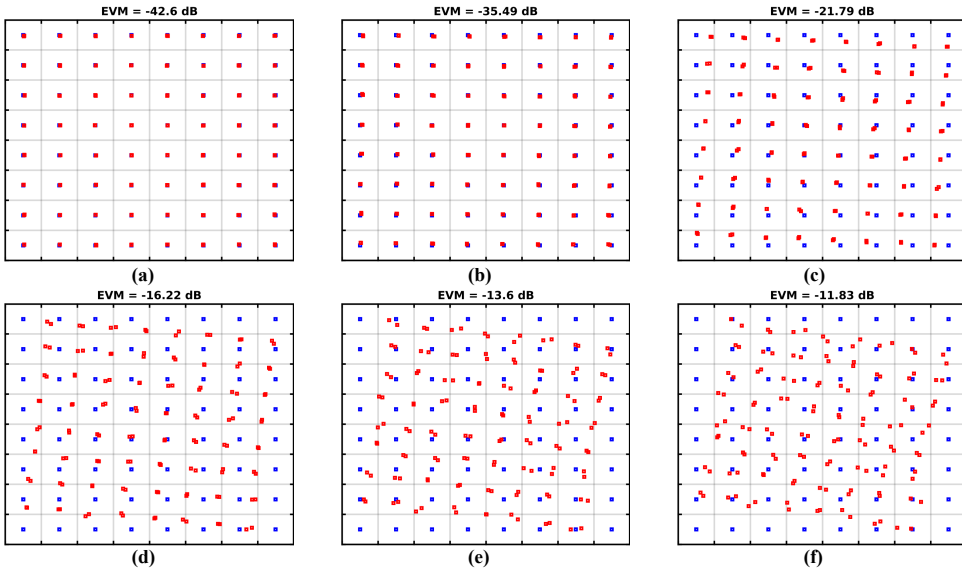 EVM = -42.6 dB
EVM = -35.49 dB
EVM = -21.79 dB
(a)
(b)
(c)
EVM = -16.22 dB
EVM = -13.6 dB
EVM = -11.83 dB
(d)
(e)
(f)